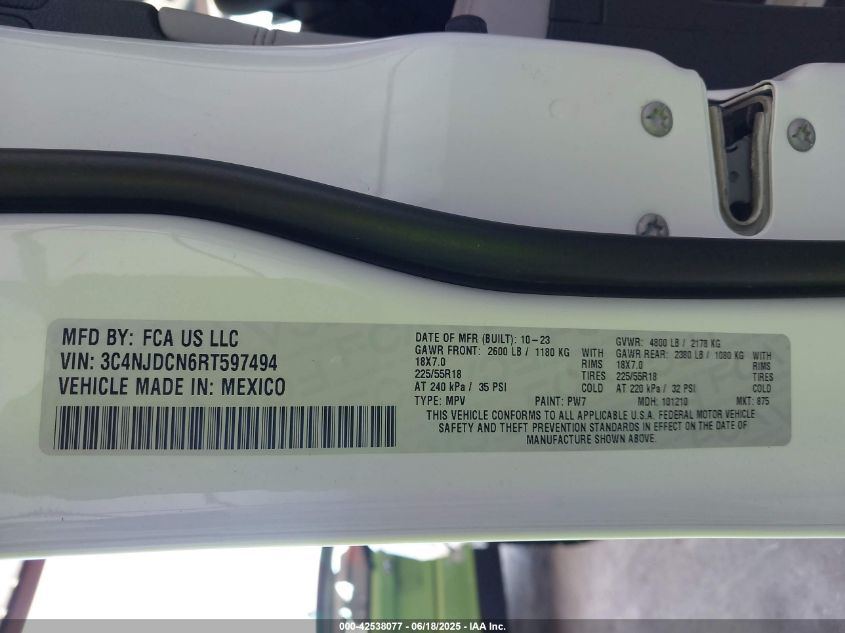 MFD BY: FCA US LLC
VIN: 3C4NJDCN6RT597494
VEHICLE MADE IN: MEXICO
DATE OF MFR (BUILT): 10-23
GVWR: 4800 LB / 2178 KG
GAWR FRONT: 2600 LB / 1180 KG WITH
GAWR REAR: 2380 LB / 1080 KG WITH
18X7.0 RIMS
18X7.0 RIMS
225/55R18 TIRES
225/55R18 TIRES
AT 240 kPa / 35 PSI COLD
AT 220 kPa / 32 PSI COLD
TYPE: MPV PAINT: PW7 MDH: 101210 MXT: 875
THIS VEHICLE CONFORMS TO ALL APPLICABLE U.S.A. FEDERAL MOTOR VEHICLE
SAFETY AND THEFT PREVENTION STANDARDS IN EFFECT ON THE DATE OF
MANUFACTURE SHOWN ABOVE.
000-42538077 - 06/18/2025 - IAA Inc.